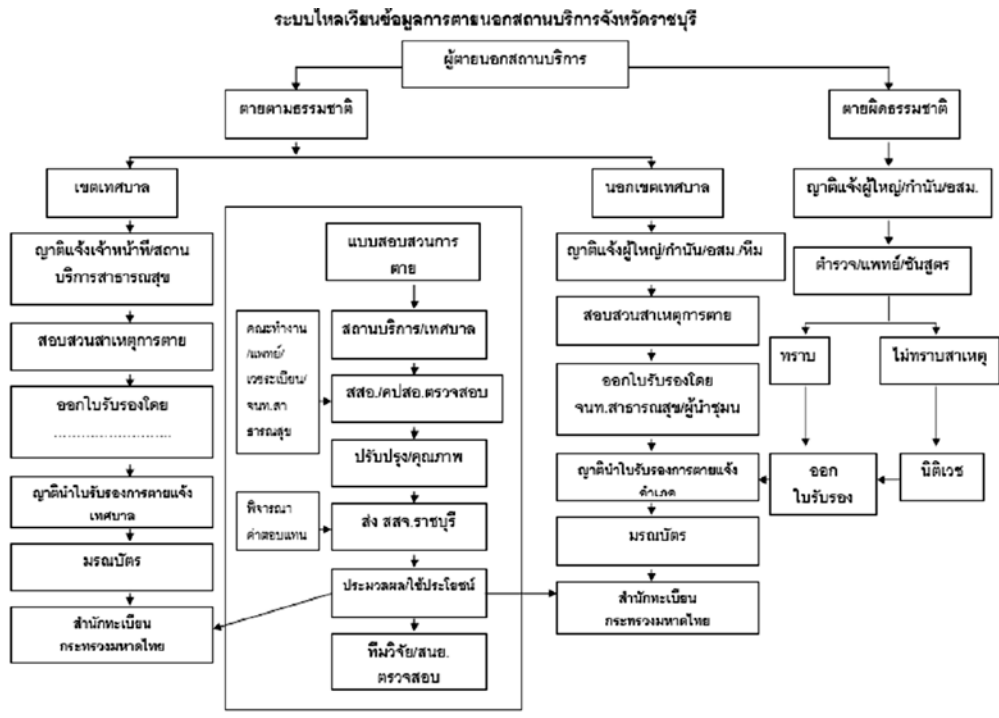 ระบบไหลเวียนข้อมูลการตายนอกสถานบริการจังหวัดราชบุรี
ผู้ตายนอกสถานบริการ
ตายตามธรรมชาติ
ตายผิดธรรมชาติ
เขตเทศบาล
นอกเขตเทศบาล
ญาติแจ้งผู้ใหญ่/กำนัน/อสม.
ญาติแจ้งเจ้าหน้าที่/สถาน
บริการสาธารณสุข
แบบสอบสวนการ
ตาย
ญาติแจ้งผู้ใหญ่/กำนัน/อสม./ทีม
ตำรวจ/แพทย์/ชันสูตร
สอบสวนสาเหตุการตาย
คณะทำงาน
/แพทย์/
เวชระเบียน/
จนท.สา
ธารณสุข
สถานบริการ/เทศบาล
สอบสวนสาเหตุการตาย
ทราบ
ไม่ทราบสาเหตุ
ออกใบรับรองโดย
............................
สสอ./คปสอ.ตรวจสอบ
ออกใบรับรองโดย
จนท.สาธารณสุข/ผู้นำชุมน
ปรับปรุง/คุณภาพ
ญาตินำใบรับรองการตายแจ้ง
เทศบาล
พิจารณา
ค่าตอบแทน
ส่ง สสจ.ราชบุรี
ญาตินำใบรับรองการตายแจ้ง
อำเภอ
ออก
ใบรับรอง
นิติเวช
มรณบัตร
ประมวลผล/ใช้ประโยชน์
มรณบัตร
สำนักทะเบียน
กระทรวงมหาดไทย
ทีมวิจัย/สนย.
ตรวจสอบ
สำนักทะเบียน
กระทรวงมหาดไทย